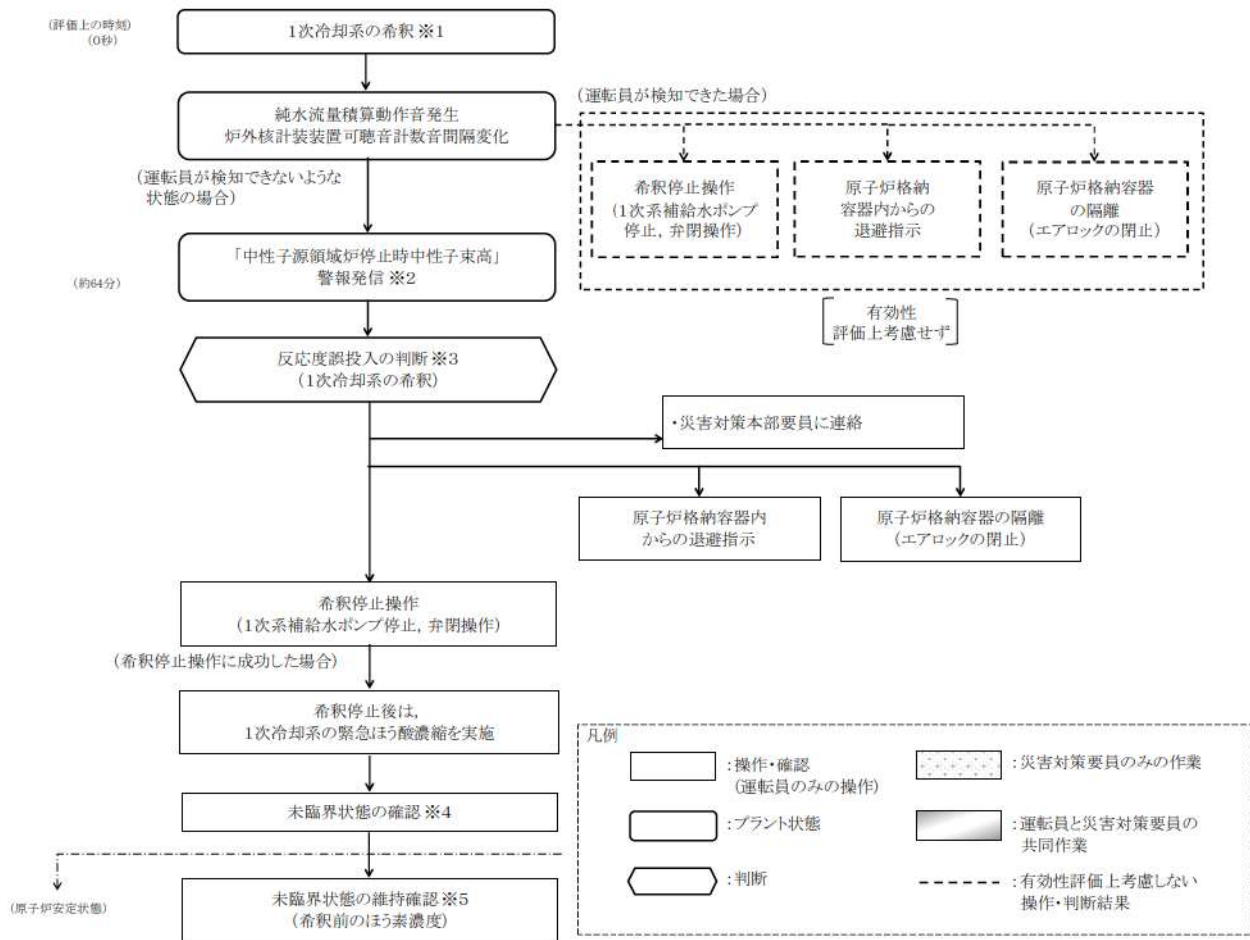 (評価上の時刻)
(0秒)
1次冷却系の希釈※1
純水流量積算動作音発生
炉外核計装装置可聴音計数音間隔変化
(運転員が検知できた場合)
希釈停止操作
(1次系補給水ポンプ
停止, 弁閉操作)
原子炉格納
容器内からの
退避指示
原子炉格納容器
の隔離
(エアロックの閉止)
(運転員が検知できないような
状態の場合)
有効性
評価上考慮せず
(約64分)
「中性子源領域炉停止時中性子束高」
警報発信※2
反応度誤投入の判断※3
(1次冷却系の希釈)
・災害対策本部要員に連絡
原子炉格納容器内
からの退避指示
原子炉格納容器の隔離
(エアロックの閉止)
希釈停止操作
(1次系補給水ポンプ停止, 弁閉操作)
(希釈停止操作に成功した場合)
希釈停止後は,
1次冷却系の緊急ほう酸濃縮を実施
未臨界状態の確認※4
(原子炉安定状態)
未臨界状態の維持確認※5
(希釈前のほう素濃度)
凡例
:操作・確認
(運転員のみの操作)
:プラント状態
:判断
:災害対策要員のみの作業
:運転員と災害対策要員の
共同作業
:有効性評価上考慮しない
操作・判断結果